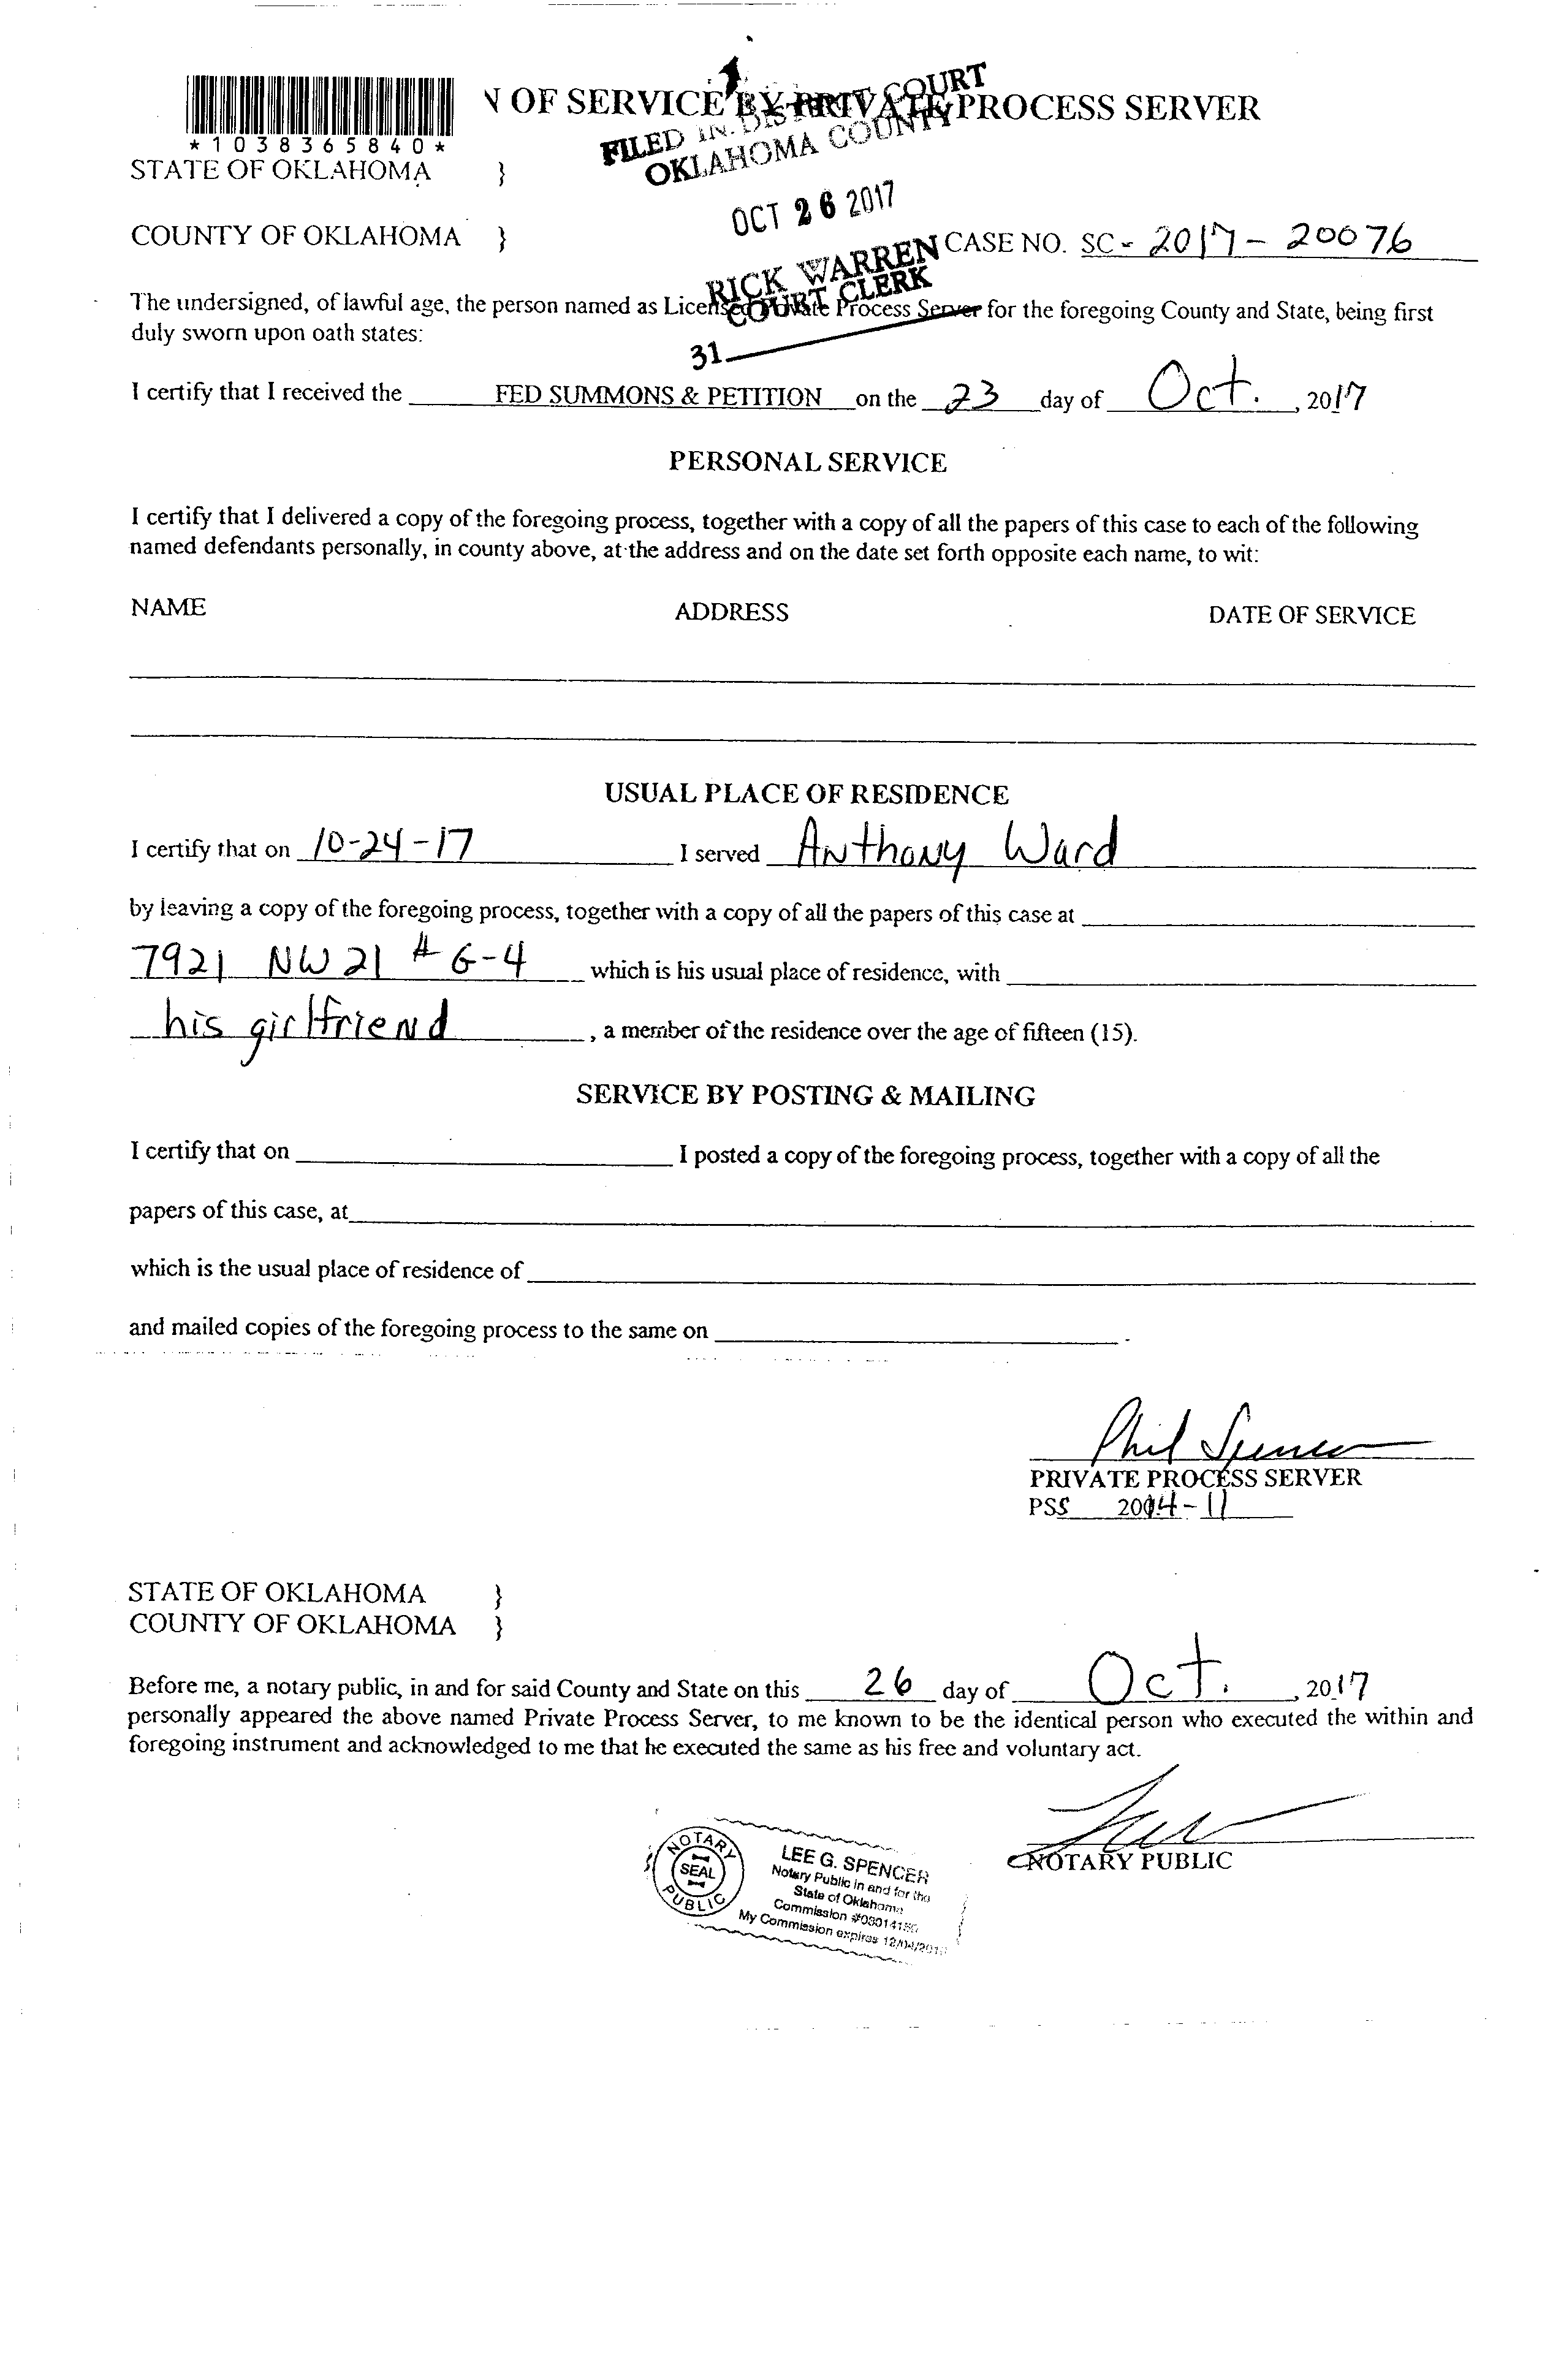 N OF SERVICE BY PRIVATE PROCESS SERVER
*1038365840*
FILED IN DISTRICT COURT
OKLAHOMA COUNTY
STATE OF OKLAHOMA }
OCT 26 2017
COUNTY OF OKLAHOMA }
CASE NO. SC- 2017-20076
RICK WARREN
COURT CLERK
The undersigned, of lawful age, the person named as Licensed Private Process Server for the foregoing County and State, being first
duly sworn upon oath states:
31
I certify that I received the FED SUMMONS & PETITION on the 23 day of Oct. , 2017
PERSONAL SERVICE
I certify that I delivered a copy of the foregoing process, together with a copy of all the papers of this case to each of the following
named defendants personally, in county above, at the address and on the date set forth opposite each name, to wit:
NAME ADDRESS DATE OF SERVICE
USUAL PLACE OF RESIDENCE
I certify that on 10-24-17 I served Anthony Ward
by leaving a copy of the foregoing process, together with a copy of all the papers of this case at
7921 NW 21 # G-4 which is his usual place of residence, with
his girlfriend , a member of the residence over the age of fifteen (15).
SERVICE BY POSTING & MAILING
I certify that on I posted a copy of the foregoing process, together with a copy of all the
papers of this case, at
which is the usual place of residence of
and mailed copies of the foregoing process to the same on .
Phil Spencer
PRIVATE PROCESS SERVER
PSS 2014-11
STATE OF OKLAHOMA }
COUNTY OF OKLAHOMA }
Before me, a notary public, in and for said County and State on this 26 day of Oct. , 2017
personally appeared the above named Private Process Server, to me known to be the identical person who executed the within and
foregoing instrument and acknowledged to me that he executed the same as his free and voluntary act.
NOTARY PUBLIC
NOTARY
SEAL
PUBLIC
LEE G. SPENCER
Notary Public in and for the
State of Oklahoma
Commission
My Commission expires